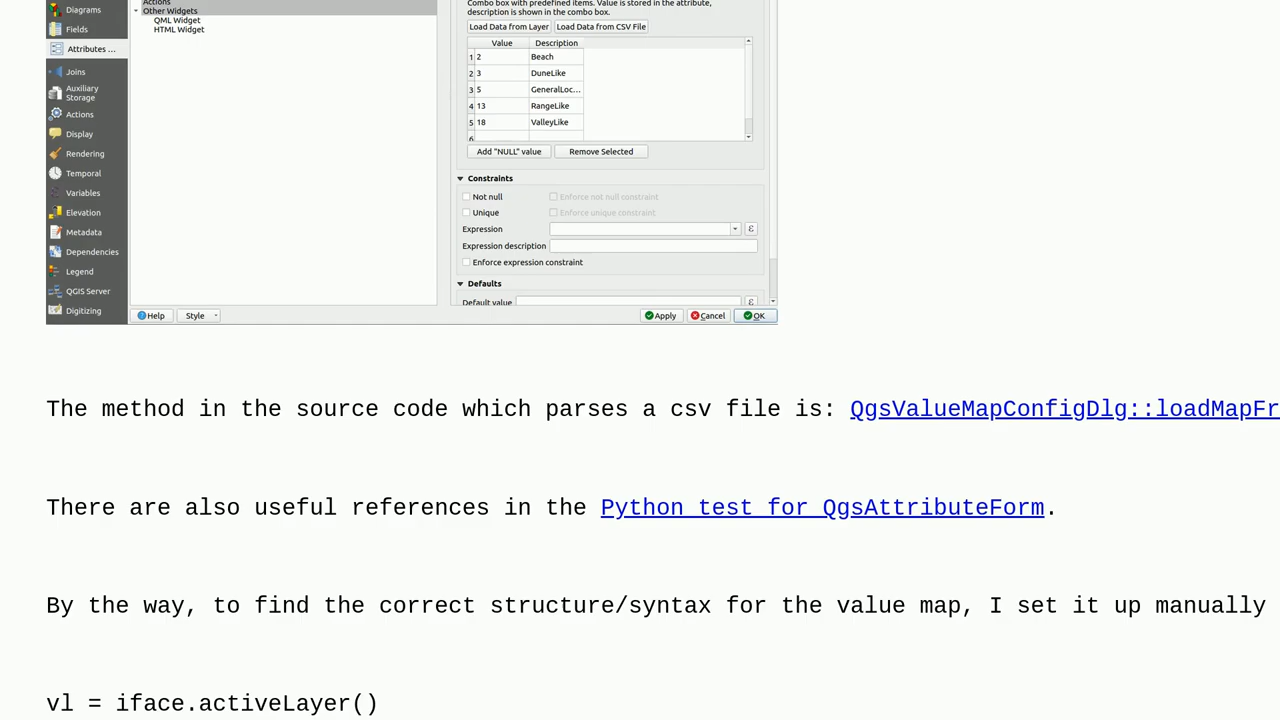 Actions
Other Widgets
QML Widget
HTML Widget
Diagrams
Fields
Attributes ...
Joins
Auxiliary
Storage
Actions
Display
Rendering
Temporal
Variables
Elevation
Metadata
Dependencies
Legend
QGIS Server
Digitizing
Combo box with predefined items. Value is stored in the attribute,
description is shown in the combo box.
Load Data from Layer Load Data from CSV File
Value Description
1 2 Beach
2 3 DuneLike
3 5 GeneralLoc...
4 13 RangeLike
5 18 ValleyLike
6
Add "NULL" value Remove Selected
Constraints
Not null Enforce not null constraint
Unique Enforce unique constraint
Expression ε
Expression description
Enforce expression constraint
Defaults
Default value ε
Help Style Apply Cancel OK
The method in the source code which parses a csv file is: QgsValueMapConfigDlg::loadMapFr
There are also useful references in the Python test for QgsAttributeForm.
By the way, to find the correct structure/syntax for the value map, I set it up manually
vl = iface.activeLayer()